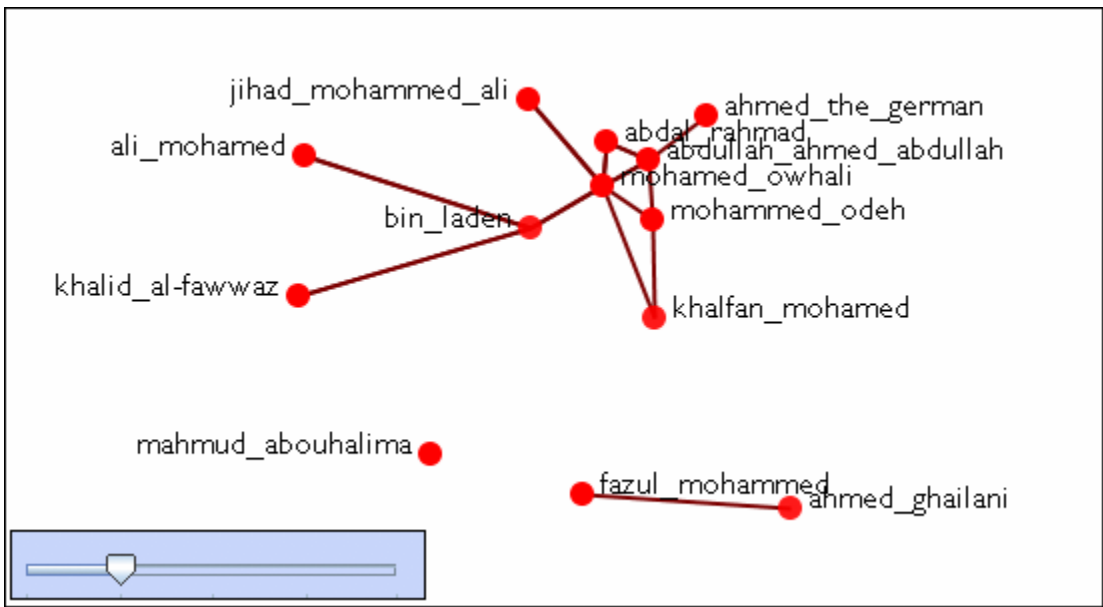 jihad_mohammed_ali
ahmed_the_german
abdal_rahmad
ali_mohamed
abdullah_ahmed_abdullah
mohamed_owhali
bin_laden
mohammed_odeh
khalid_al-fawwaz
khalfan_mohamed
mahmud_abouhalima
fazul_mohammed
ahmed_ghailani